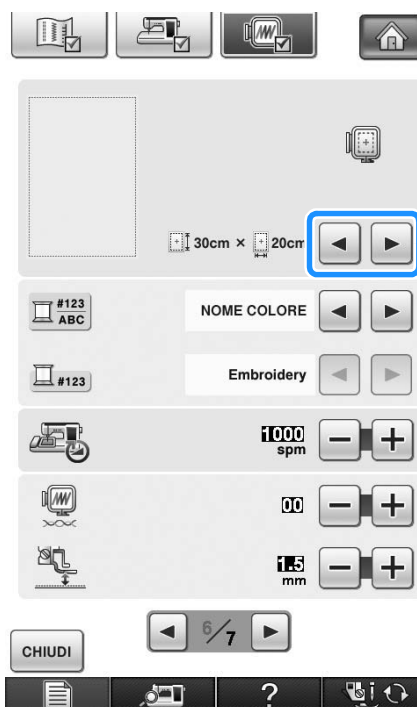 30cm × 20cm
#123
ABC
NOME COLORE
#123
Embroidery
1000
spm
00
1.5
mm
6/7
CHIUDI
?